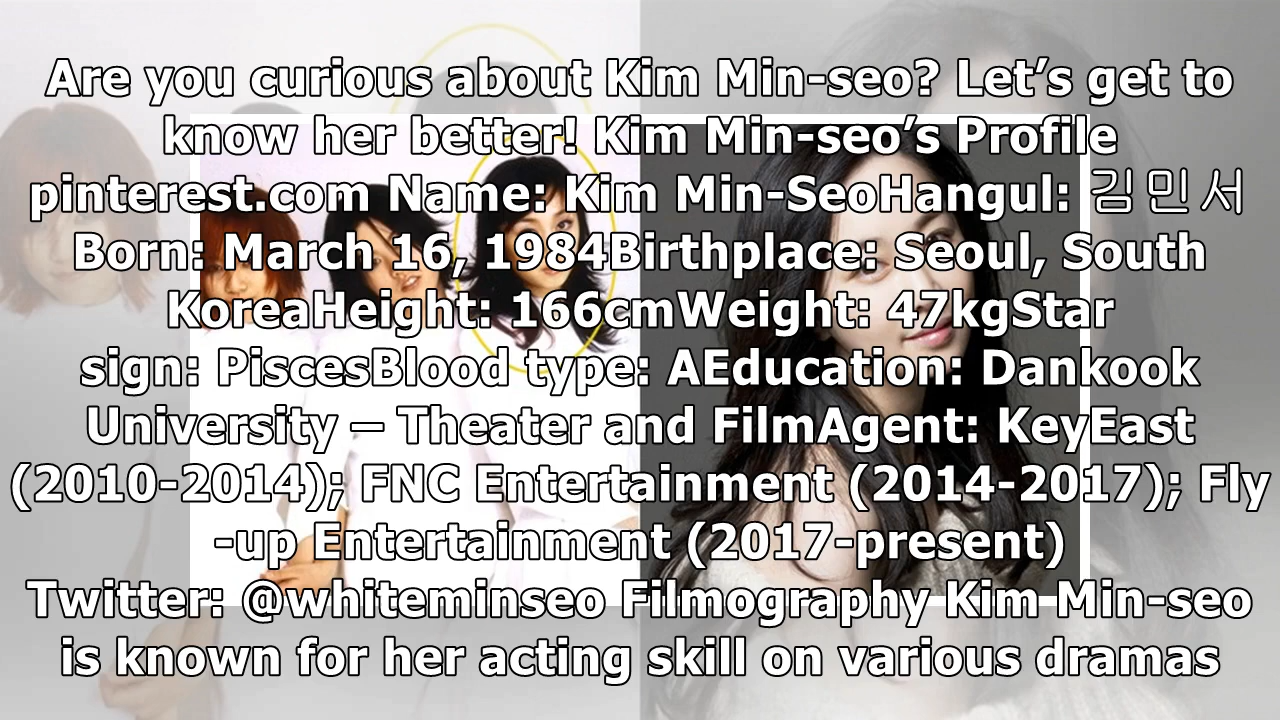 Are you curious about Kim Min-seo? Let’s get to
know her better! Kim Min-seo’s Profile
pinterest.com Name: Kim Min-SeoHangul: 김민서
Born: March 16, 1984Birthplace: Seoul, South
KoreaHeight: 166cmWeight: 47kgStar
sign: PiscesBlood type: AEducation: Dankook
University – Theater and FilmAgent: KeyEast
(2010-2014); FNC Entertainment (2014-2017); Fly
-up Entertainment (2017-present)
Twitter: @whiteminseo Filmography Kim Min-seo
is known for her acting skill on various dramas